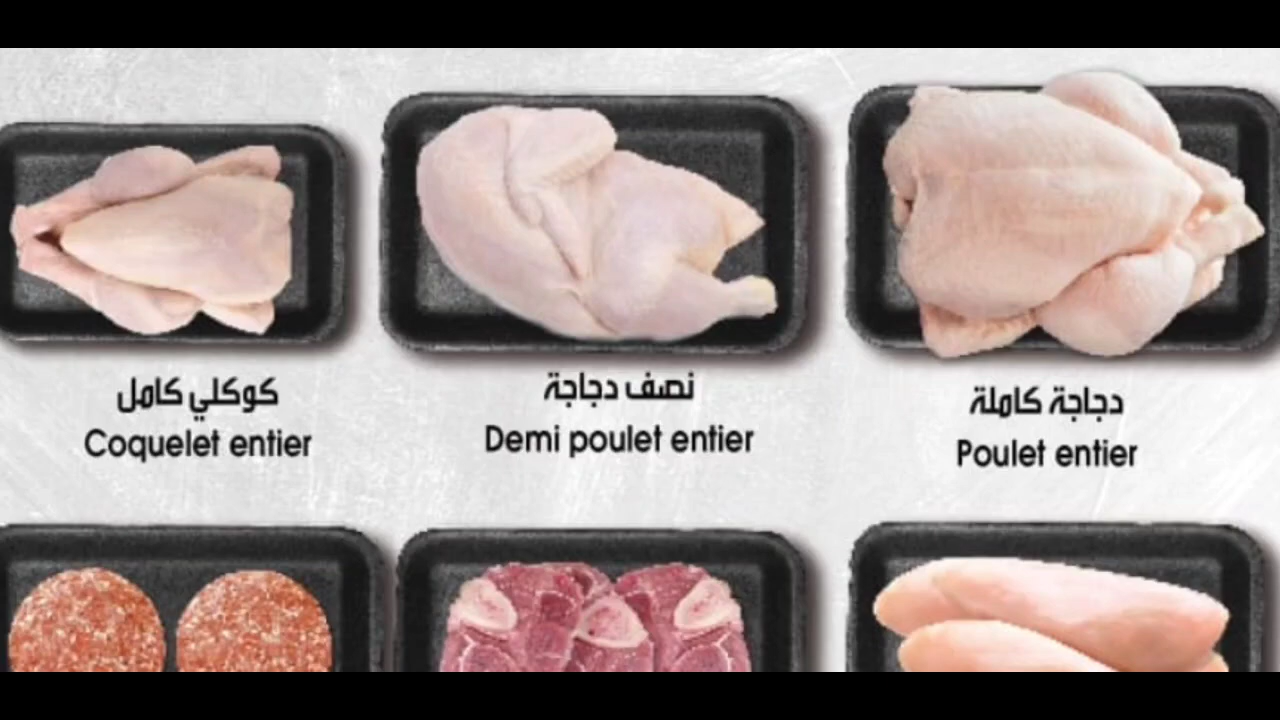 كوكلي كامل
Coquelet entier
نصف دجاجة
Demi poulet entier
دجاجة كاملة
Poulet entier